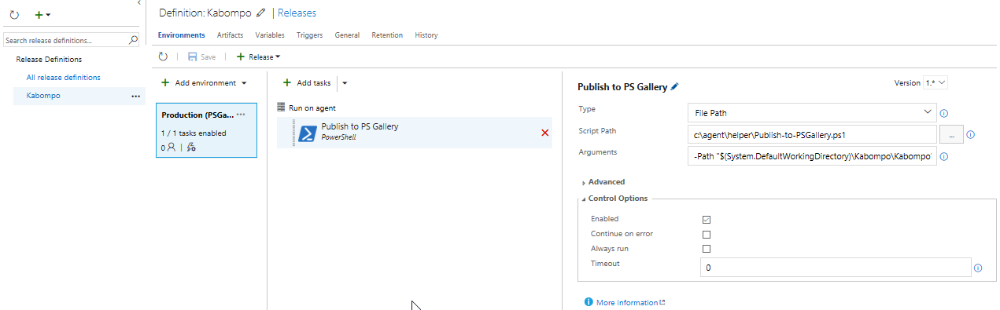 Definition: Kabompo | Releases
Search release definitions...
Environments Artifacts Variables Triggers General Retention History
Release Definitions
Save Release
All release definitions
Kabompo ...
Add environment
Add tasks
Publish to PS Gallery
Version 1.*
Production (PSGa... ...
1 / 1 tasks enabled
0
Run on agent
Publish to PS Gallery
PowerShell
Type File Path
Script Path c:\agent\helper\Publish-to-PSGallery.ps1 ...
Arguments -Path "$(System.DefaultWorkingDirectory)\Kabompo\Kabompo"
Advanced
Control Options
Enabled
Continue on error
Always run
Timeout 0
More Information